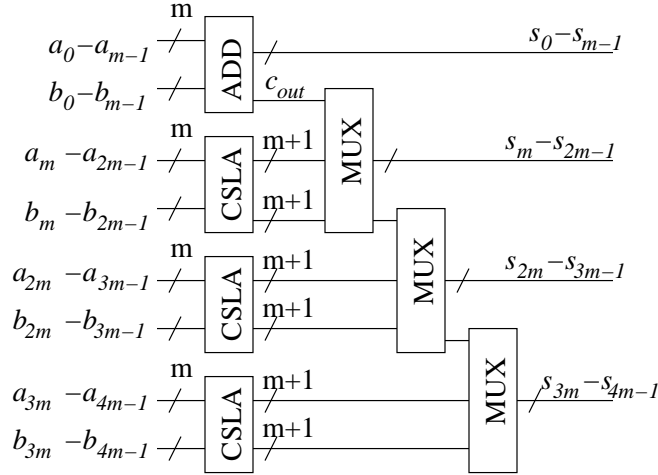 m
a0−am−1
s0−sm−1
ADD
b0−bm−1
cout
m
m+1
MUX
am −a2m−1
sm−s2m−1
CSLA
m+1
bm −b2m−1
m
m+1
MUX
a2m −a3m−1
s2m−s3m−1
CSLA
m+1
b2m −b3m−1
m
m+1
MUX
a3m −a4m−1
s3m−s4m−1
CSLA
m+1
b3m −b4m−1